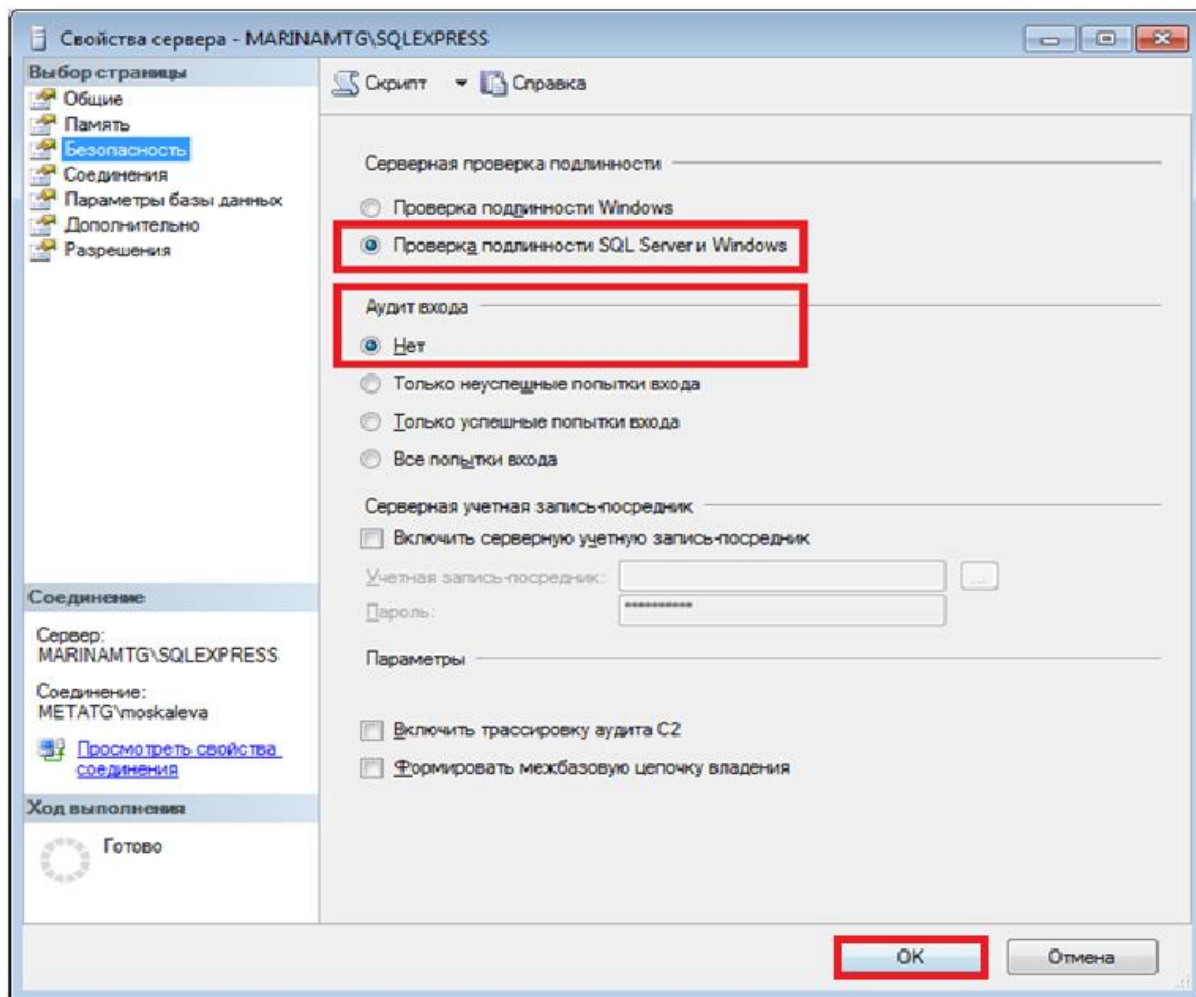 Свойства сервера - MARINAMTG\SQLEXPRESS
Выбор страницы
Общие
Память
Безопасность
Соединения
Параметры базы данных
Дополнительно
Разрешения
Соединение
Сервер:
MARINAMTG\SQLEXPRESS
Соединение:
METATG\moskaleva
Просмотреть свойства
соединения
Ход выполнения
Готово
Скрипт
Справка
Серверная проверка подлинности
Проверка подлинности Windows
Проверка подлинности SQL Server и Windows
Аудит входа
Нет
Только неуспешные попытки входа
Только успешные попытки входа
Все попытки входа
Серверная учетная запись-посредник
Включить серверную учетную запись-посредник
Учетная запись-посредник:
...
Пароль:
**********
Параметры
Включить трассировку аудита C2
Формировать межбазовую цепочку владения
OK
Отмена